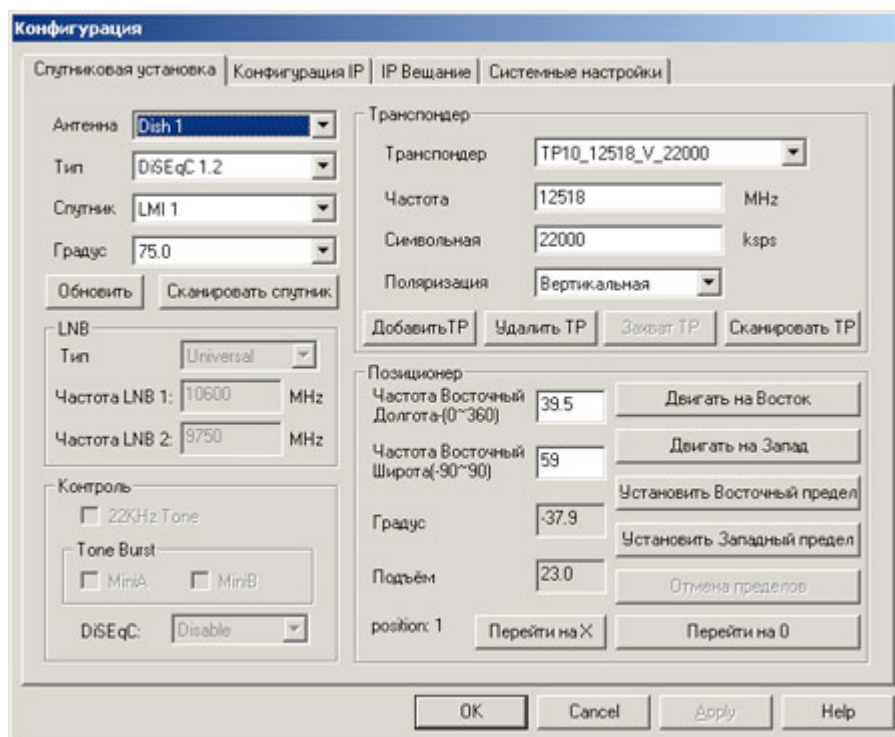 Конфигурация
Спутниковая установка
Конфигурация IP
IP Вещание
Системные настройки
Антенна
Dish 1
Тип
DiSEqC 1.2
Спутник
LMI 1
Градус
75.0
Обновить
Сканировать спутник
LNB
Тип
Universal
Частота LNB 1:
10600
MHz
Частота LNB 2:
9750
MHz
Контроль
22KHz Tone
Tone Burst
MiniA
MiniB
DiSEqC:
Disable
Транспондер
Транспондер
TP10_12518_V_22000
Частота
12518
MHz
Символьная
22000
ksps
Поляризация
Вертикальная
ДобавитьTP
Удалить TP
Захват TP
Сканировать TP
Позиционер
Частота Восточный
Долгота-(0~360)
39.5
Двигать на Восток
Частота Восточный
Широта(-90~90)
59
Двигать на Запад
Установить Восточный предел
Градус
-37.9
Установить Западный предел
Подъём
23.0
Отмена пределов
position: 1
Перейти на X
Перейти на 0
OK
Cancel
Apply
Help